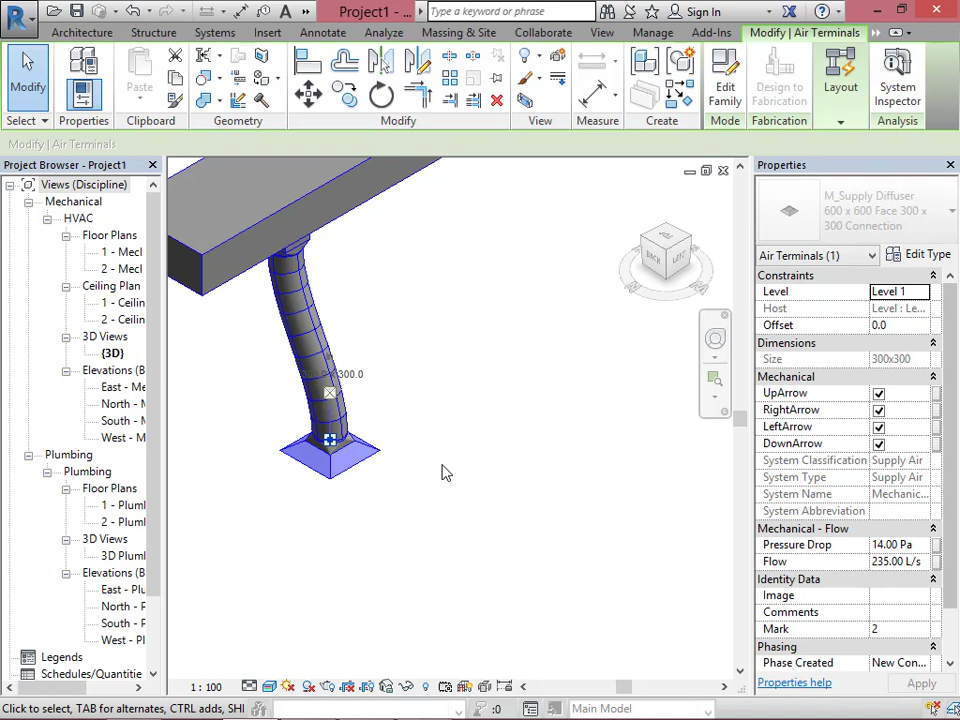 Project1 - ...
Type a keyword or phrase
Sign In
Architecture
Structure
Systems
Insert
Annotate
Analyze
Massing & Site
Collaborate
View
Manage
Add-Ins
Modify | Air Terminals
Modify
Paste
Edit
Family
Design to
Fabrication
Layout
System
Inspector
Select
Properties
Clipboard
Geometry
Modify
View
Measure
Create
Mode
Fabrication
Analysis
Modify | Air Terminals
Project Browser - Project1
Views (Discipline)
Mechanical
HVAC
Floor Plans
1 - Mecl
2 - Mecl
Ceiling Plan
1 - Ceilin
2 - Ceilin
3D Views
{3D}
Elevations (B
East - Me
North - M
South - M
West - M
Plumbing
Plumbing
Floor Plans
1 - Pluml
2 - Pluml
3D Views
3D Plum
Elevations (B
East - Plu
North - P
South - P
West - Pl
Legends
Schedules/Quantitie
BACK
LEFT
Properties
M_Supply Diffuser
600 x 600 Face 300 x
300 Connection
Air Terminals (1)
Edit Type
Constraints
Level
Level 1
Host
Level : Le...
Offset
0.0
Dimensions
Size
300x300
Mechanical
UpArrow
RightArrow
LeftArrow
DownArrow
System Classification
Supply Air
System Type
Supply Air
System Name
Mechanic...
System Abbreviation
Mechanical - Flow
Pressure Drop
14.00 Pa
Flow
235.00 L/s
Identity Data
Image
Comments
Mark
2
Phasing
Phase Created
New Con...
Properties help
Apply
1 : 100
Click to select, TAB for alternates, CTRL adds, SHI
:0
Main Model